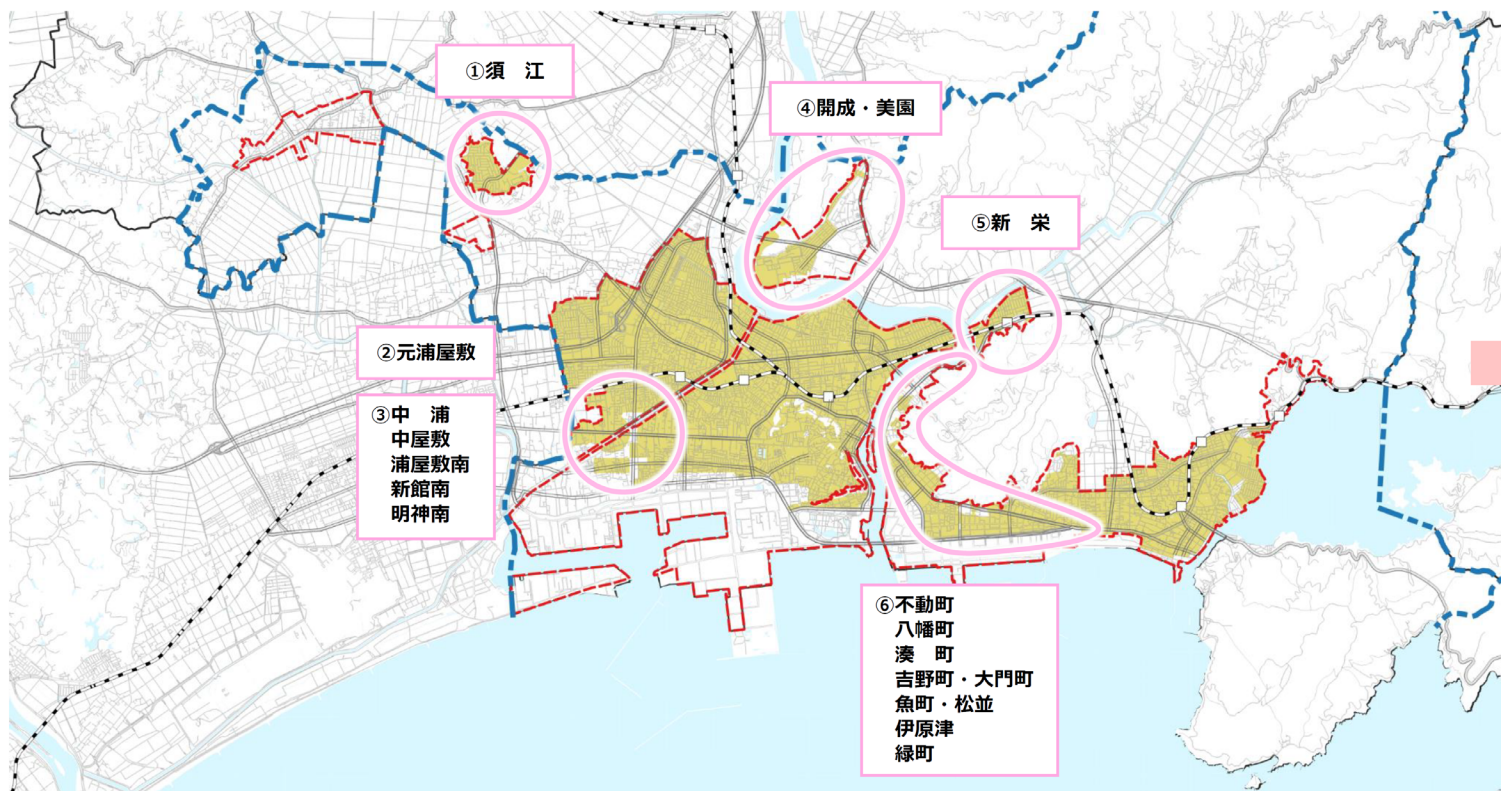 ①須　江
②元浦屋敷
③中　浦
中屋敷
浦屋敷南
新館南
明神南
④開成・美園
⑤新　栄
⑥不動町
八幡町
湊　町
吉野町・大門町
魚町・松並
伊原津
緑町